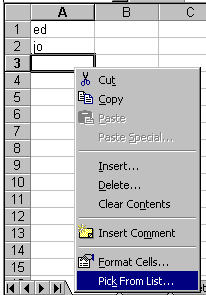 A B C
1 ed
2 jo
3
4
5
6
7
8
9
10
11
12
13
14
15
Cut
Copy
Paste
Paste Special...
Insert...
Delete...
Clear Contents
Insert Comment
Format Cells...
Pick From List...